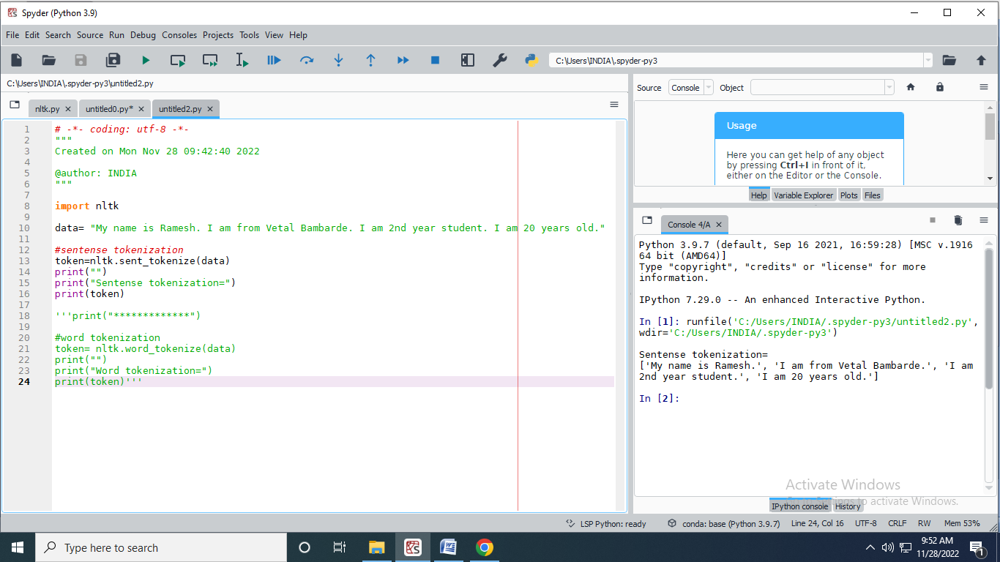 Spyder (Python 3.9)
File Edit Search Source Run Debug Consoles Projects Tools View Help
C:\Users\INDIA\.spyder-py3
C:\Users\INDIA\.spyder-py3\untitled2.py
nltk.py
untitled0.py*
untitled2.py
1 # -*- coding: utf-8 -*-
2 """
3 Created on Mon Nov 28 09:42:40 2022
4
5 @author: INDIA
6 """
7
8 import nltk
9
10 data= "My name is Ramesh. I am from Vetal Bambarde. I am 2nd year student. I am 20 years old."
11
12 #sentense tokenization
13 token=nltk.sent_tokenize(data)
14 print("")
15 print("Sentense tokenization=")
16 print(token)
17
18 '''print("*************")
19
20 #word tokenization
21 token= nltk.word_tokenize(data)
22 print("")
23 print("Word tokenization=")
24 print(token)'''
Source Console Object
Usage
Here you can get help of any object
by pressing Ctrl+I in front of it,
either on the Editor or the Console.
Help Variable Explorer Plots Files
Console 4/A
Python 3.9.7 (default, Sep 16 2021, 16:59:28) [MSC v.1916
64 bit (AMD64)]
Type "copyright", "credits" or "license" for more
information.
IPython 7.29.0 -- An enhanced Interactive Python.
In [1]: runfile('C:/Users/INDIA/.spyder-py3/untitled2.py',
wdir='C:/Users/INDIA/.spyder-py3')
Sentense tokenization=
['My name is Ramesh.', 'I am from Vetal Bambarde.', 'I am
2nd year student.', 'I am 20 years old.']
In [2]:
Activate Windows
to activate Windows.
IPython console History
LSP Python: ready conda: base (Python 3.9.7) Line 24, Col 16 UTF-8 CRLF RW Mem 53%
Type here to search
9:52 AM
11/28/2022
1